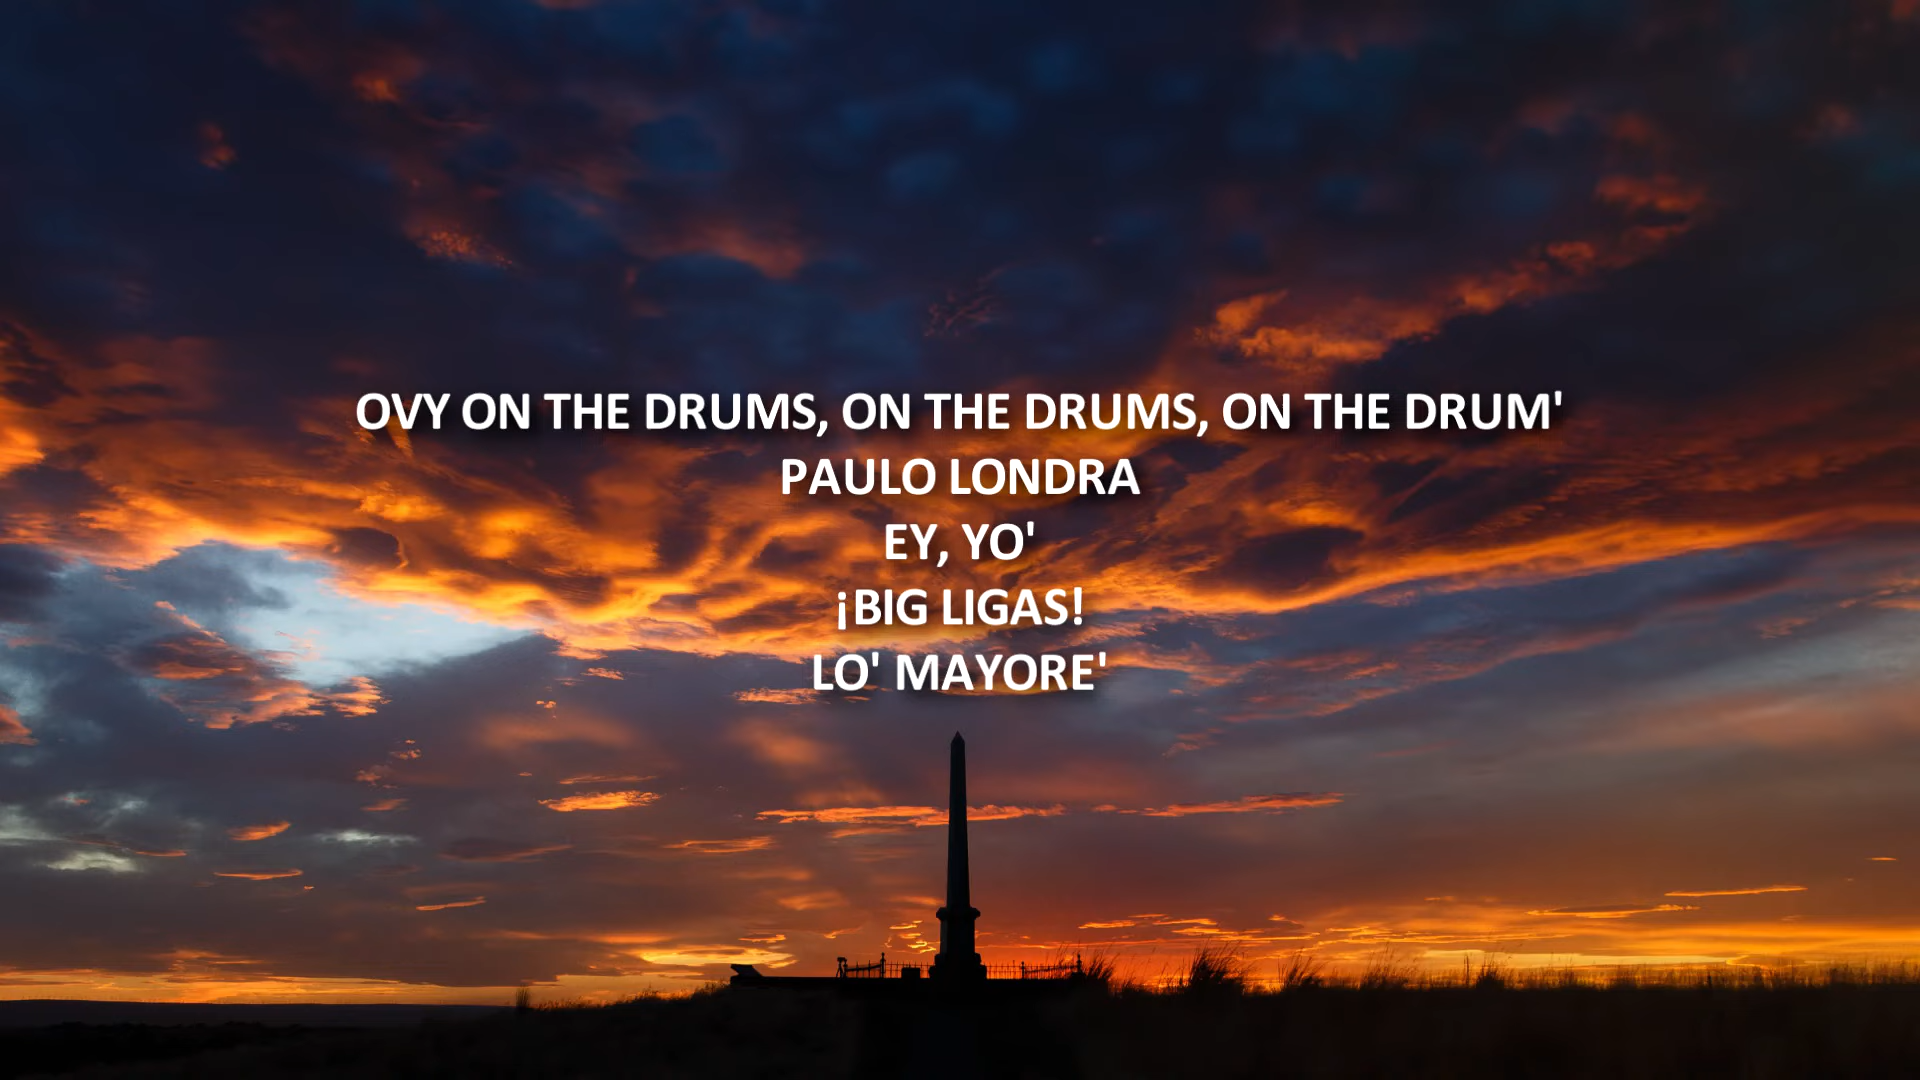 OVY ON THE DRUMS, ON THE DRUMS, ON THE DRUM'
PAULO LONDRA
EY, YO'
¡BIG LIGAS!
LO' MAYORE'